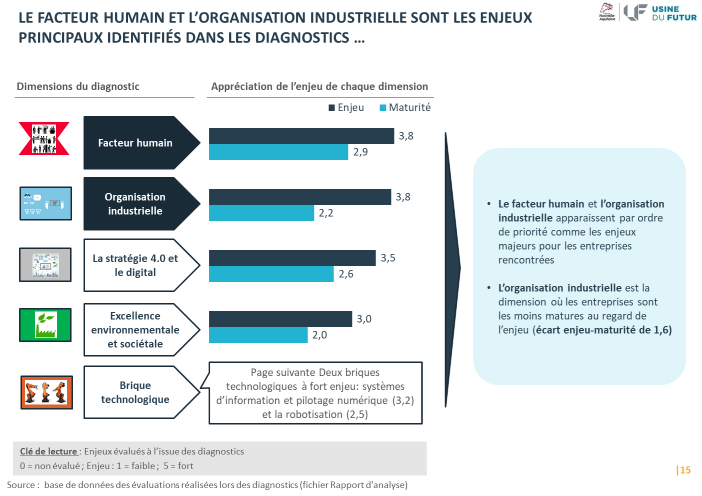 LE FACTEUR HUMAIN ET L'ORGANISATION INDUSTRIELLE SONT LES ENJEUX
PRINCIPAUX IDENTIFIÉS DANS LES DIAGNOSTICS …
USINE
DU FUTUR
Dimensions du diagnostic
Appréciation de l'enjeu de chaque dimension
Enjeu
Maturité
Facteur humain
3,8
2,9
Organisation
industrielle
3,8
2,2
La stratégie 4.0 et
le digital
3,5
2,6
Excellence
environnementale
et sociétale
3,0
2,0
Brique
technologique
Page suivante Deux briques
technologiques à fort enjeu: systèmes
d'information et pilotage numérique (3,2)
et la robotisation (2,5)
• Le facteur humain et l'organisation
industrielle apparaissent par ordre
de priorité comme les enjeux
majeurs pour les entreprises
rencontrées
• L'organisation industrielle est la
dimension où les entreprises sont
les moins matures au regard de
l'enjeu (écart enjeu-maturité de 1,6)
Clé de lecture : Enjeux évalués à l'issue des diagnostics
0 = non évalué ; Enjeu : 1 = faible ; 5 = fort
|15
Source : base de données des évaluations réalisées lors des diagnostics (fichier Rapport d'analyse)